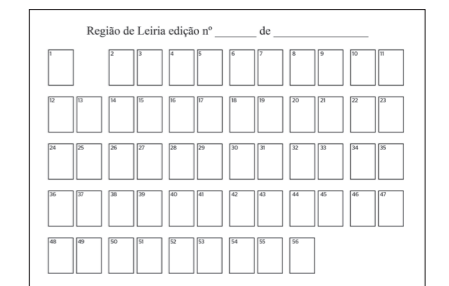 Região de Leiria edição nº _______ de ________________
1 2 3 4 5 6 7 8 9 10 11
12 13 14 15 16 17 18 19 20 21 22 23
24 25 26 27 28 29 30 31 32 33 34 35
36 37 38 39 40 41 42 43 44 45 46 47
48 49 50 51 52 53 54 55 56